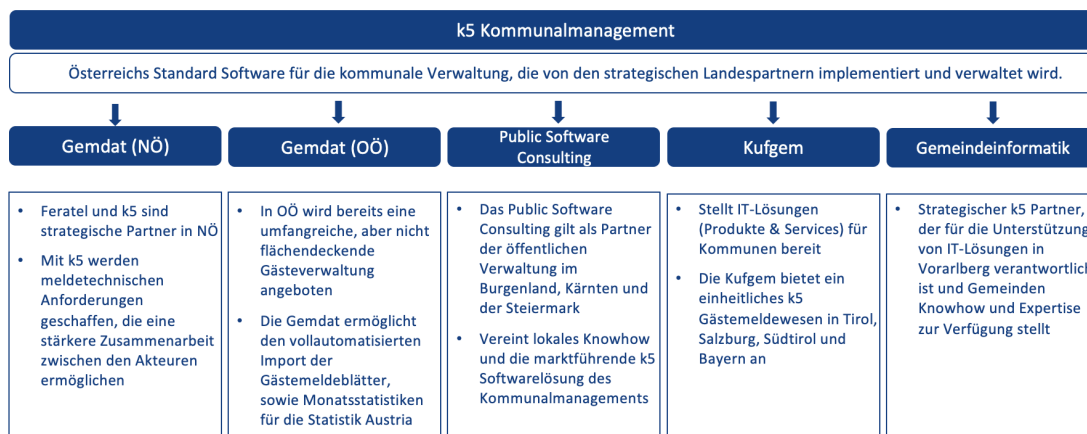 k5 Kommunalmanagement
Österreichs Standard Software für die kommunale Verwaltung, die von den strategischen Landespartnern implementiert und verwaltet wird.
Gemdat (NÖ)
Feratel und k5 sind
strategische Partner in NÖ
Mit k5 werden
meldetechnischen
Anforderungen
geschaffen, die eine
stärkere Zusammenarbeit
zwischen den Akteuren
ermöglichen
Gemdat (OÖ)
In OÖ wird bereits eine
umfangreiche, aber nicht
flächendeckende
Gästeverwaltung
angeboten
Die Gemdat ermöglicht
den vollautomatisierten
Import der
Gästemeldeblätter,
sowie Monatsstatistiken
für die Statistik Austria
Public Software
Consulting
Das Public Software
Consulting gilt als Partner
der öffentlichen
Verwaltung im
Burgenland, Kärnten und
der Steiermark
Vereint lokales Knowhow
und die marktführende k5
Softwarelösung des
Kommunalmanagements
Kufgem
Stellt IT-Lösungen
(Produkte & Services) für
Kommunen bereit
Die Kufgem bietet ein
einheitliches k5
Gästemeldewesen in Tirol,
Salzburg, Südtirol und
Bayern an
Gemeindeinformatik
Strategischer k5 Partner,
der für die Unterstützung
von IT-Lösungen in
Vorarlberg verantwortlich
ist und Gemeinden
Knowhow und Expertise
zur Verfügung stellt